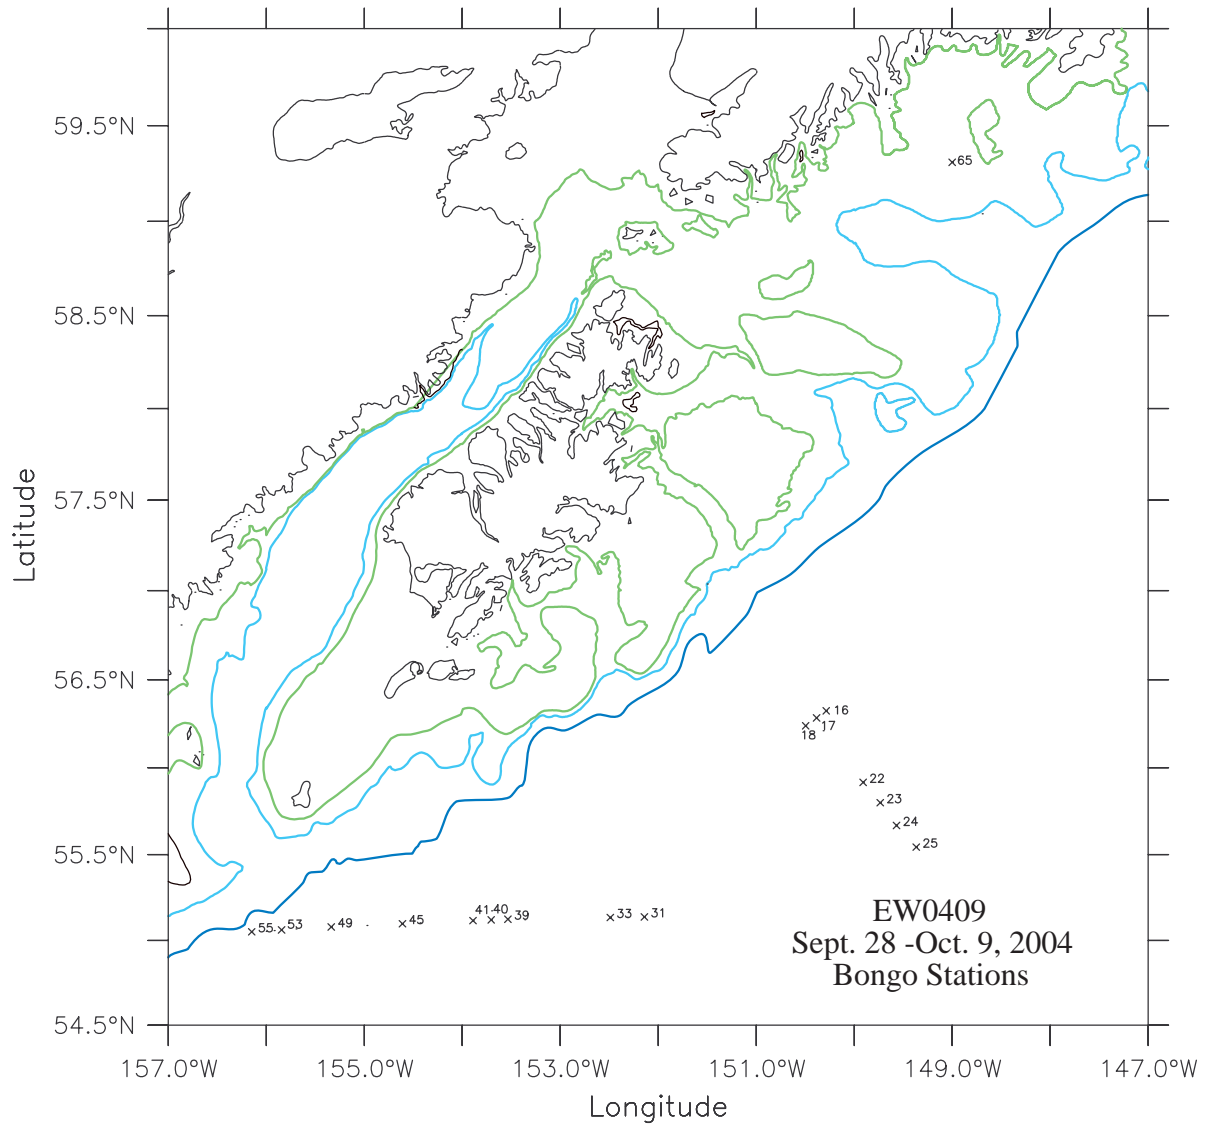 59.5°N
65
58.5°N
Latitude
57.5°N
56.5°N
16
17
18
22
23
24
55.5°N
25
41 40 39
33
31
55
53
49
45
EW0409
Sept. 28 -Oct. 9, 2004
Bongo Stations
54.5°N
157.0°W 155.0°W 153.0°W 151.0°W 149.0°W 147.0°W
Longitude